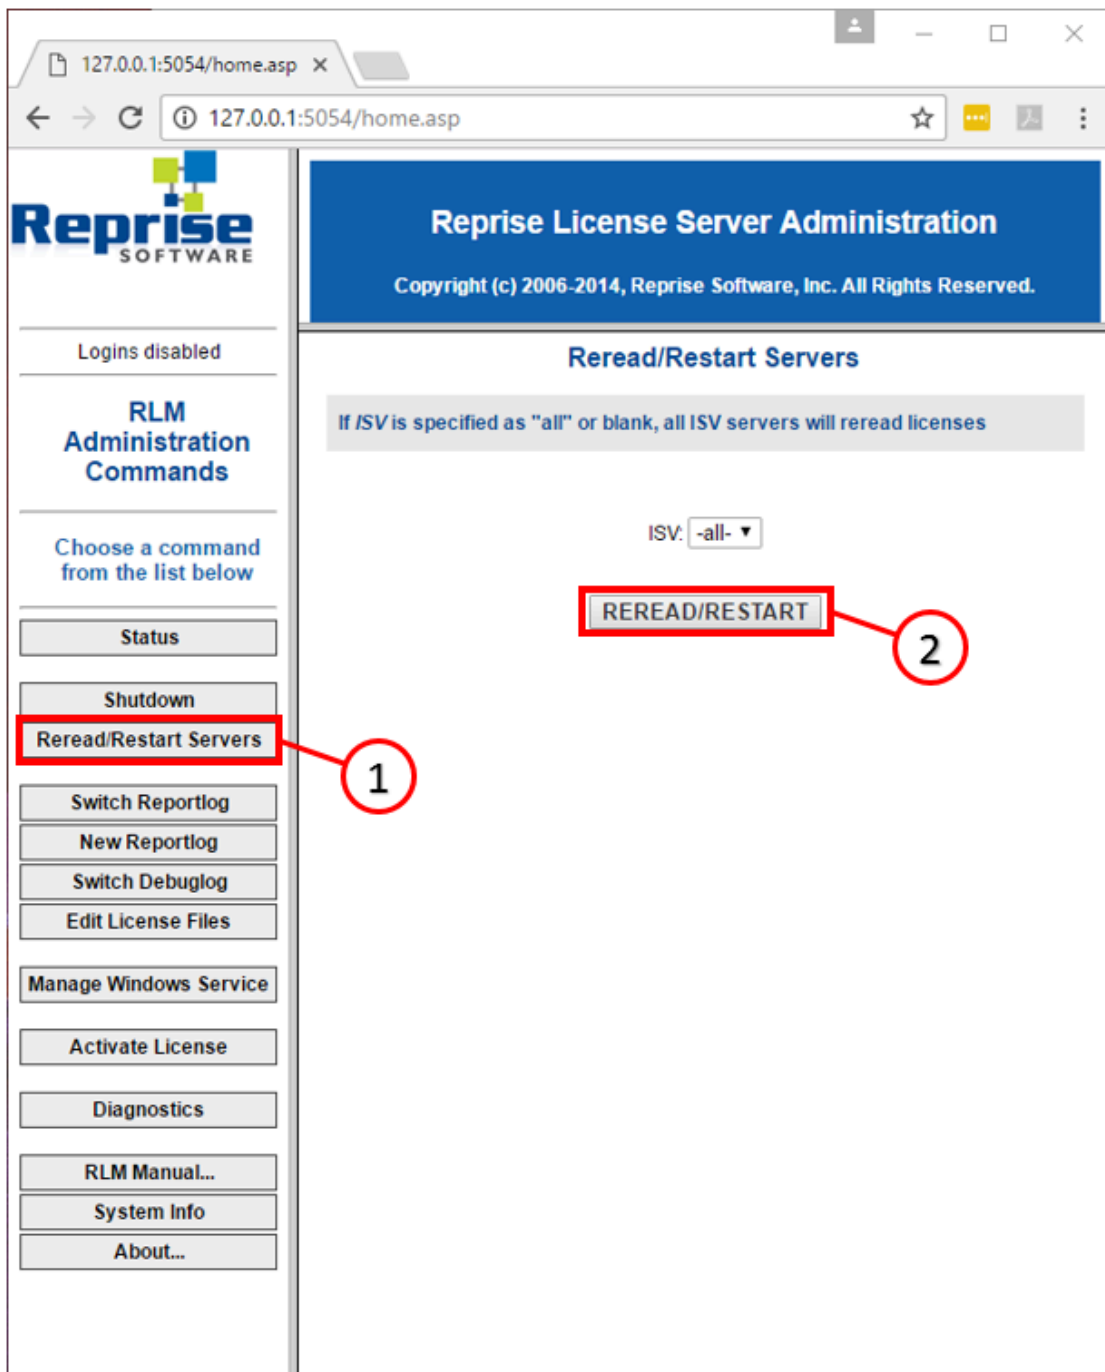 127.0.0.1:5054/home.asp
127.0.0.1:5054/home.asp
Reprise
SOFTWARE
Reprise License Server Administration
Copyright (c) 2006-2014, Reprise Software, Inc. All Rights Reserved.
Logins disabled
RLM
Administration
Commands
Choose a command
from the list below
Status
Shutdown
Reread/Restart Servers
1
Switch Reportlog
New Reportlog
Switch Debuglog
Edit License Files
Manage Windows Service
Activate License
Diagnostics
RLM Manual...
System Info
About...
Reread/Restart Servers
If ISV is specified as "all" or blank, all ISV servers will reread licenses
ISV: -all-
REREAD/RESTART
2